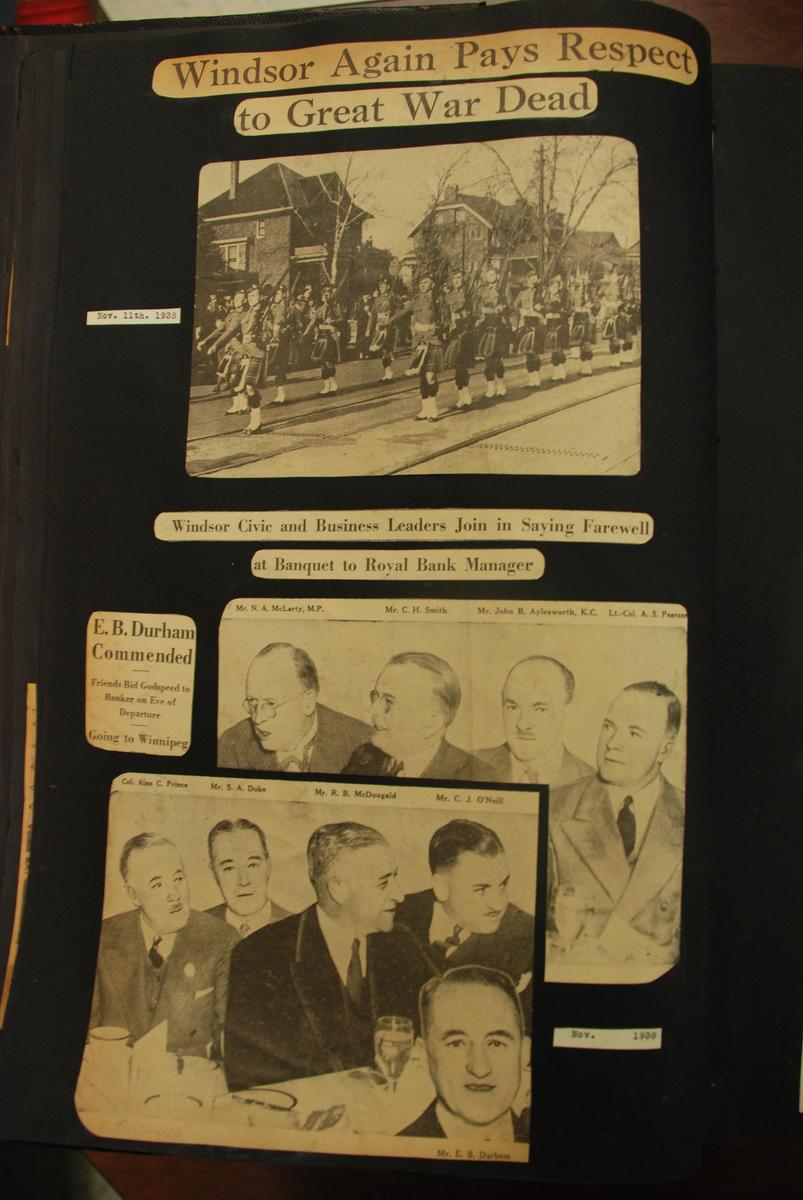 Windsor Again Pays Respect
to Great War Dead
Nov. 11th. 1938
Windsor Civic and Business Leaders Join in Saying Farewell
at Banquet to Royal Bank Manager
E. B. Durham
Commended
Friends Bid Godspeed to
Banker on Eve of
Departure
Going to Winnipeg
Mr. N. A. McLarty, M.P. Mr. C. H. Smith Mr. John B. Aylesworth, K.C. Lt.-Col. A. S. Pearson
Col. Alan C. Prince Mr. S. A. Duke Mr. R. B. McDougald Mr. C. J. O'Neill
Nov. 1938
Mr. E. B. Durham